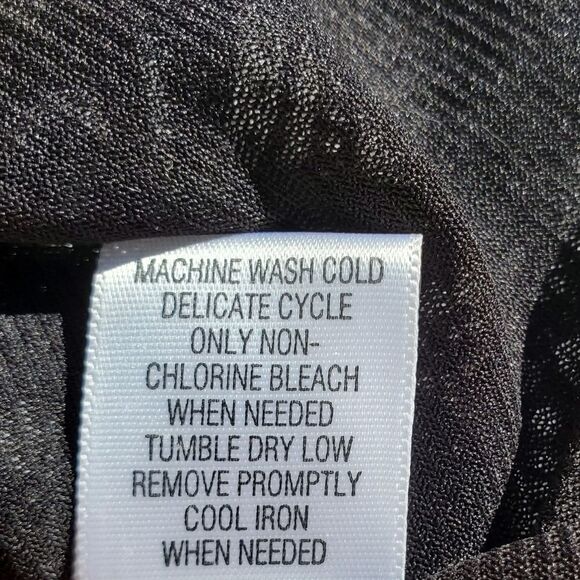 MACHINE WASH COLD
DELICATE CYCLE
ONLY NON-
CHLORINE BLEACH
WHEN NEEDED
TUMBLE DRY LOW
REMOVE PROMPTLY
COOL IRON
WHEN NEEDED